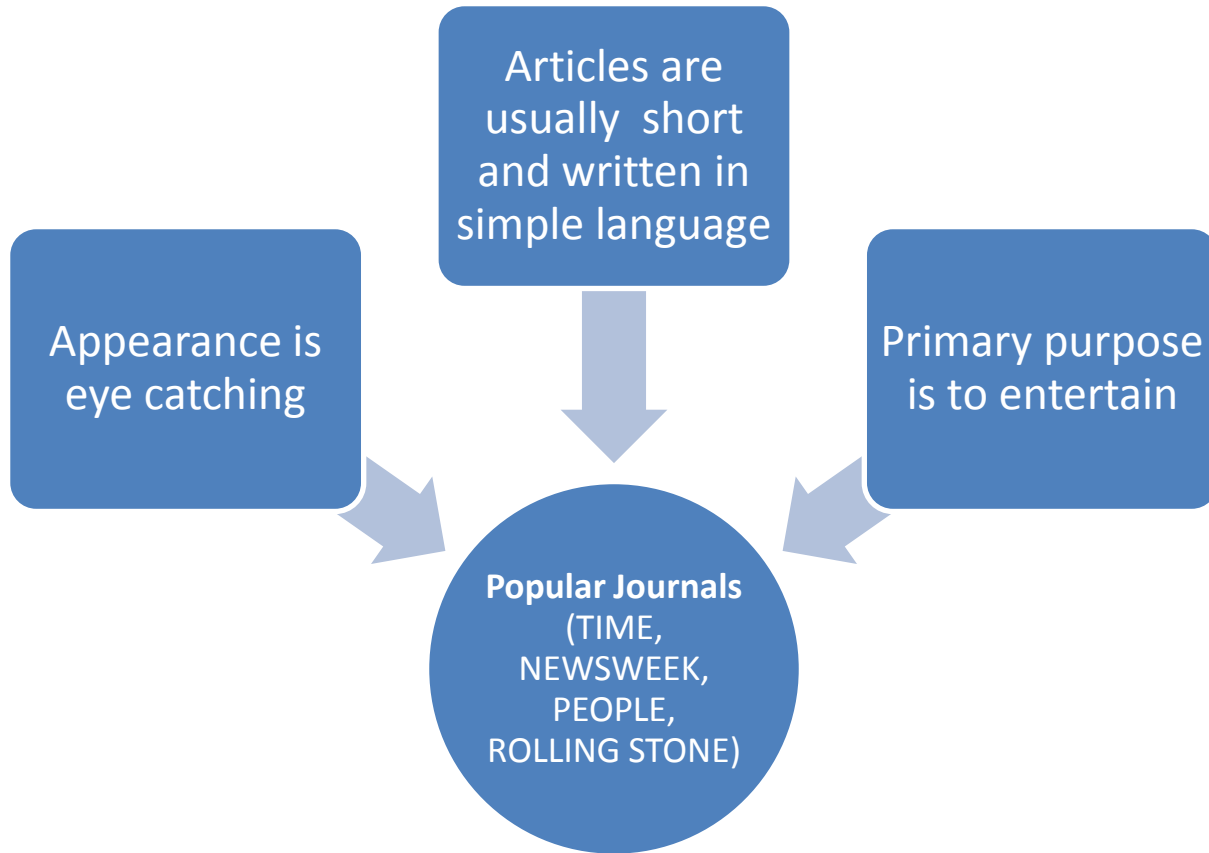 Articles are
usually  short
and written in
simple language
Appearance is
eye catching
Primary purpose
is to entertain
Popular Journals
(TIME,
NEWSWEEK,
PEOPLE,
ROLLING STONE)